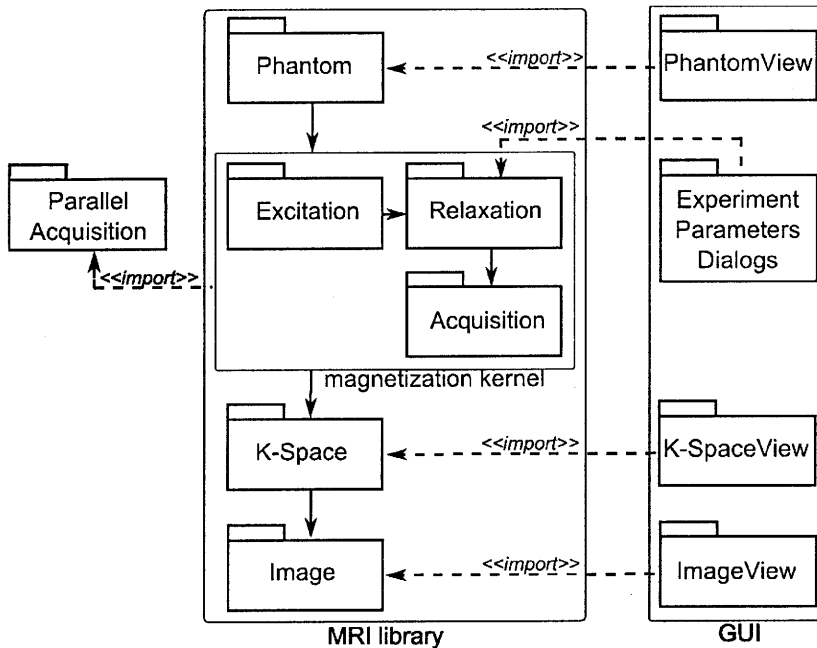 Phantom
<<import>>
PhantomView
<<import>>
Parallel
Acquisition
Excitation
Relaxation
Experiment
Parameters
Dialogs
<<import>>
Acquisition
magnetization kernel
K-Space
<<import>>
K-SpaceView
Image
<<import>>
ImageView
MRI library
GUI